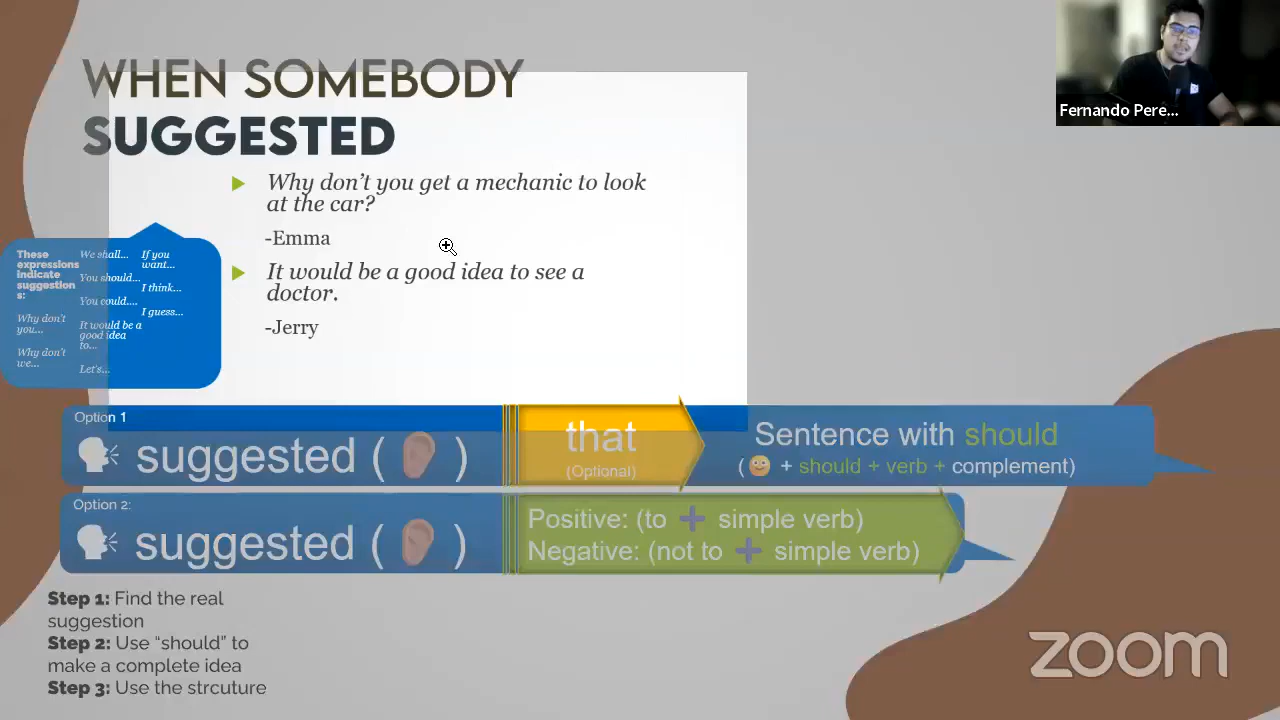 WHEN SOMEBODY
SUGGESTED
Why don't you get a mechanic to look
at the car?
-Emma
It would be a good idea to see a
doctor.
-Jerry
These
expressions
indicate
suggestion
s:
Why don't
you...
Why don't
we...
We shall...
You should...
You could....
It would be a
good idea
to...
Let's...
If you
want...
I think...
I guess...
Option 1
suggested ( )
that
(Optional)
Sentence with should
( + should + verb + complement)
Option 2:
suggested ( )
Positive: (to + simple verb)
Negative: (not to + simple verb)
Step 1: Find the real
suggestion
Step 2: Use “should” to
make a complete idea
Step 3: Use the strcuture
Fernando Pere...
zoom